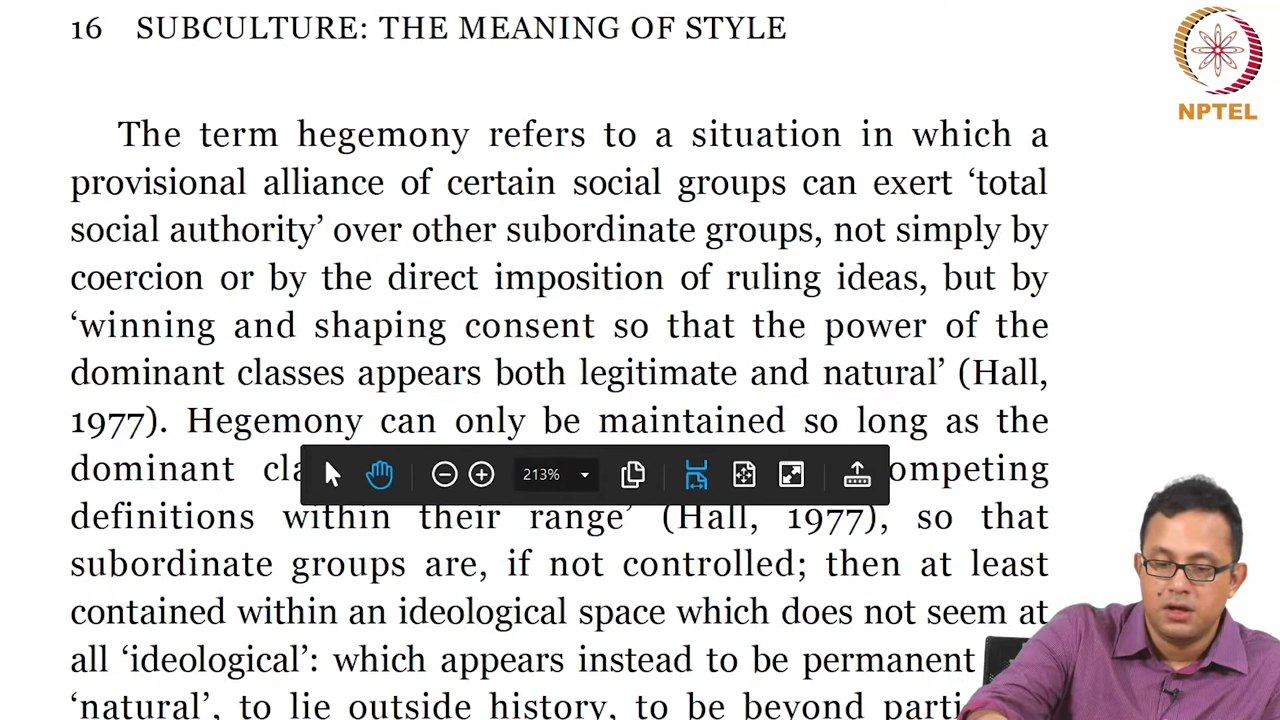 16 SUBCULTURE: THE MEANING OF STYLE
NPTEL
The term hegemony refers to a situation in which a
provisional alliance of certain social groups can exert ‘total
social authority’ over other subordinate groups, not simply by
coercion or by the direct imposition of ruling ideas, but by
‘winning and shaping consent so that the power of the
dominant classes appears both legitimate and natural’ (Hall,
1977). Hegemony can only be maintained so long as the
dominant
213%
definitions within their range’ (Hall, 1977), so that
subordinate groups are, if not controlled; then at least
contained within an ideological space which does not seem at
all ‘ideological’: which appears instead to be permanent
‘natural’, to lie outside history, to be beyond